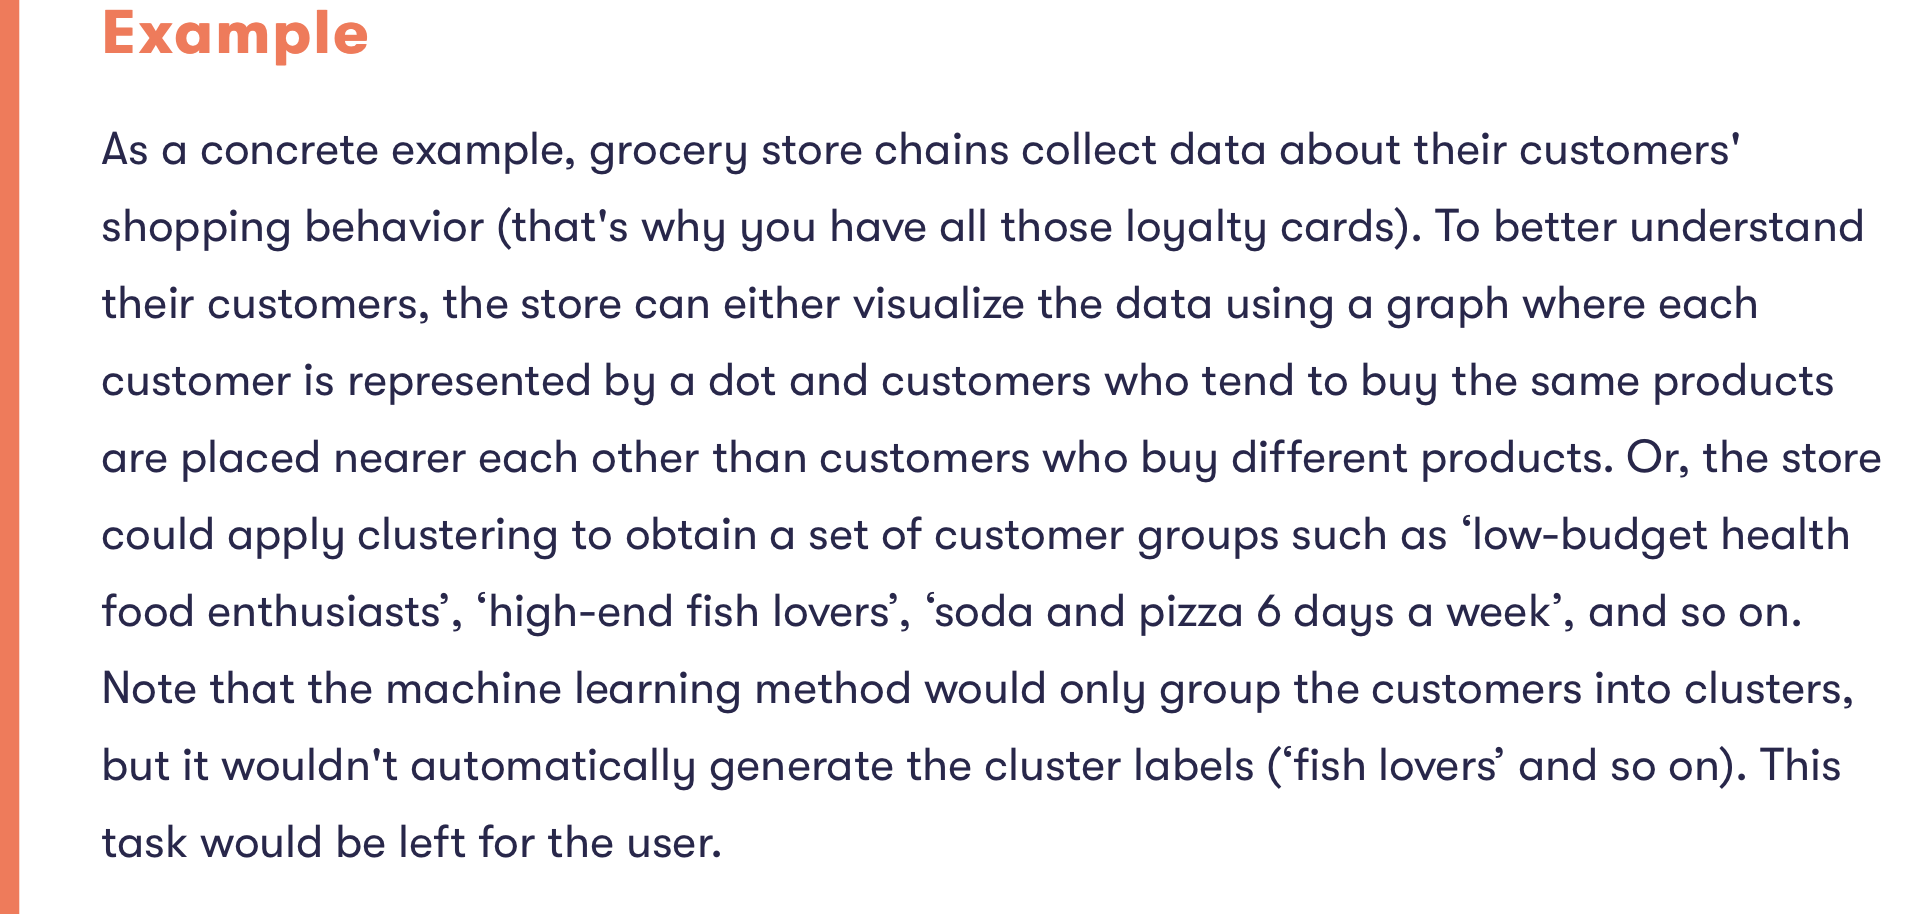 Example
As a concrete example, grocery store chains collect data about their customers'
shopping behavior (that's why you have all those loyalty cards). To better understand
their customers, the store can either visualize the data using a graph where each
customer is represented by a dot and customers who tend to buy the same products
are placed nearer each other than customers who buy different products. Or, the store
could apply clustering to obtain a set of customer groups such as ‘low-budget health
food enthusiasts’, ‘high-end fish lovers’, ‘soda and pizza 6 days a week’, and so on.
Note that the machine learning method would only group the customers into clusters,
but it wouldn't automatically generate the cluster labels (‘fish lovers’ and so on). This
task would be left for the user.